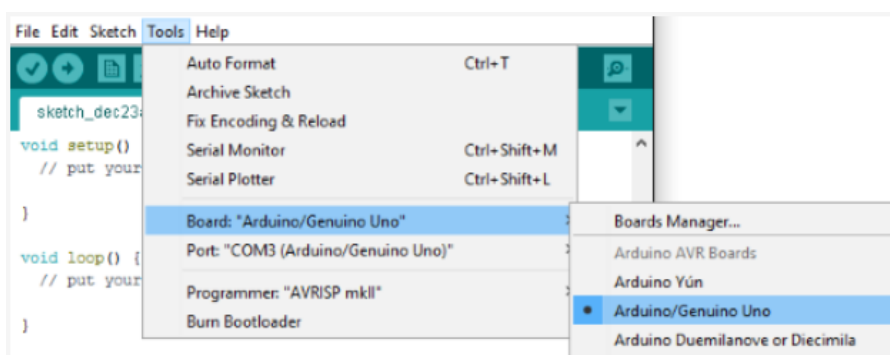 File Edit Sketch Tools Help
Auto Format Ctrl+T
Archive Sketch
sketch_dec23a
Fix Encoding & Reload
void setup()
Serial Monitor Ctrl+Shift+M
// put your
Serial Plotter Ctrl+Shift+L
}
Board: "Arduino/Genuino Uno"
Boards Manager...
Port: "COM3 (Arduino/Genuino Uno)"
Arduino AVR Boards
void loop() {
// put your
Arduino Yún
Programmer: "AVRISP mkII"
Arduino/Genuino Uno
Burn Bootloader
}
Arduino Duemilanove or Diecimila